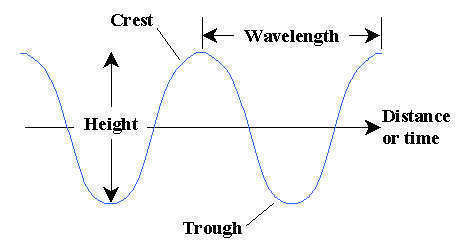 Crest
Wavelength
Height
Distance
or time
Trough